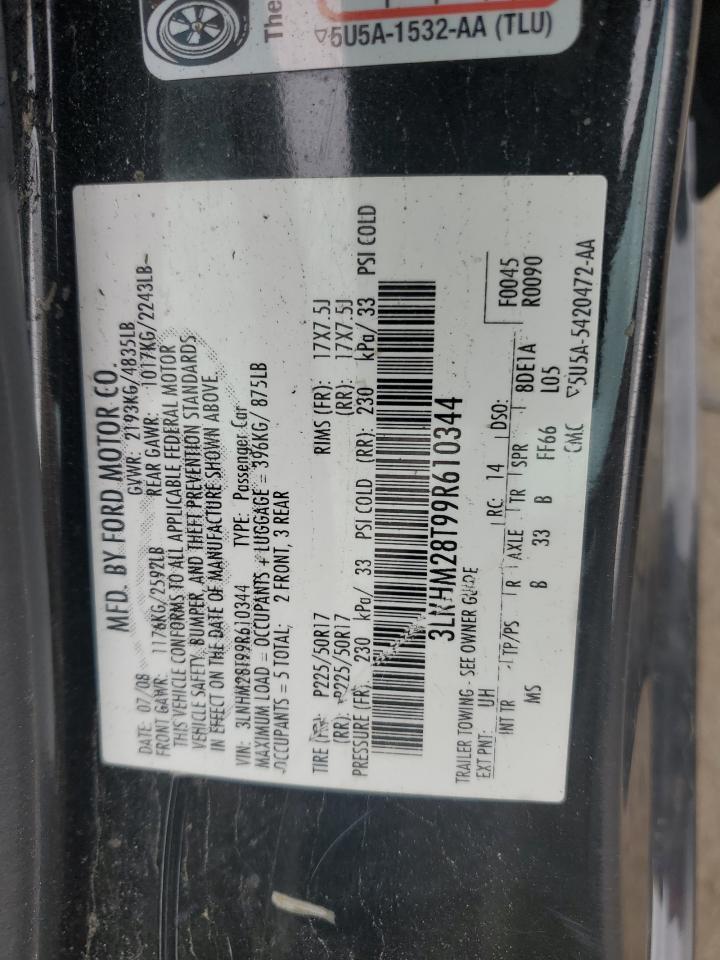 The
▽5U5A-1532-AA (TLU)
MFD. BY FORD MOTOR CO.
DATE: 07/08 GVWR: 2193KG/4835LB
FRONT GAWR: 1176KG/2592LB REAR GAWR: 1017KG/2243LB~
THIS VEHICLE CONFORMS TO ALL APPLICABLE FEDERAL MOTOR
VEHICLE SAFETY, BUMPER, AND THEFT PREVENTION STANDARDS
IN EFFECT ON THE DATE OF MANUFACTURE SHOWN ABOVE.
VIN: 3LNHM28T99R610344 TYPE: Passenger Car
MAXIMUM LOAD = OCCUPANTS + LUGGAGE = 396KG/ 875LB
OCCUPANTS = 5 TOTAL; 2 FRONT, 3 REAR
TIRE (FR): P225/50R17 RIMS (FR): 17X7.5J
(RR): P225/50R17 (RR): 17X7.5J
PRESSURE (FR): 230 kPa/ 33 PSI COLD (RR): 230 kPa/ 33 PSI COLD
3LNHM28T99R610344
TRAILER TOWING - SEE OWNER GUIDE
EXT PNT: UH RC: 14 DSO: F0045
R0090
INT TR TP/PS R AXLE TR SPR
MS B 33 B FF66 8DE1A L05
CMC ▽5U5A-5420472-AA